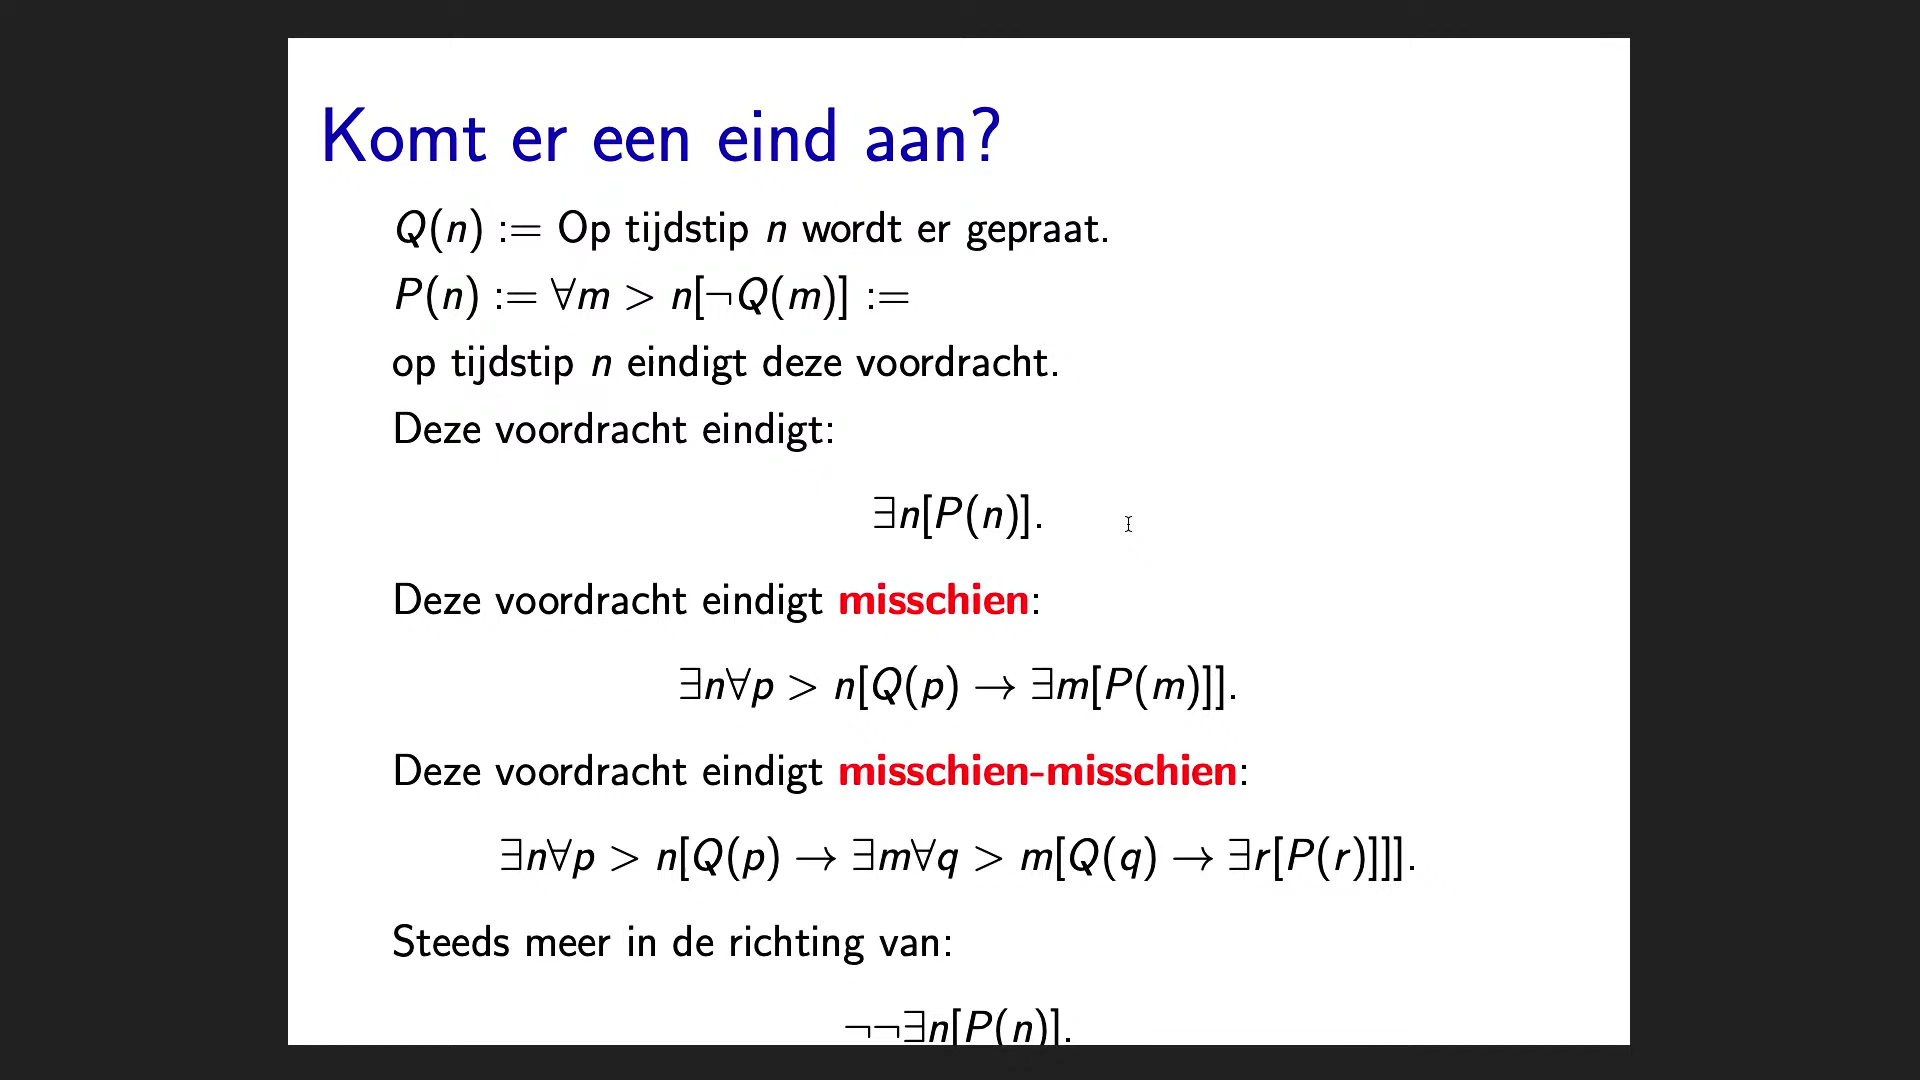 Komt er een eind aan?
Q(n) := Op tijdstip n wordt er gepraat.
P(n) := ∀m > n[¬Q(m)] :=
op tijdstip n eindigt deze voordracht.
Deze voordracht eindigt:
∃n[P(n)].
Deze voordracht eindigt misschien:
∃n∀p > n[Q(p) → ∃m[P(m)]].
Deze voordracht eindigt misschien-misschien:
∃n∀p > n[Q(p) → ∃m∀q > m[Q(q) → ∃r[P(r)]]].
Steeds meer in de richting van:
¬¬∃n[P(n)].